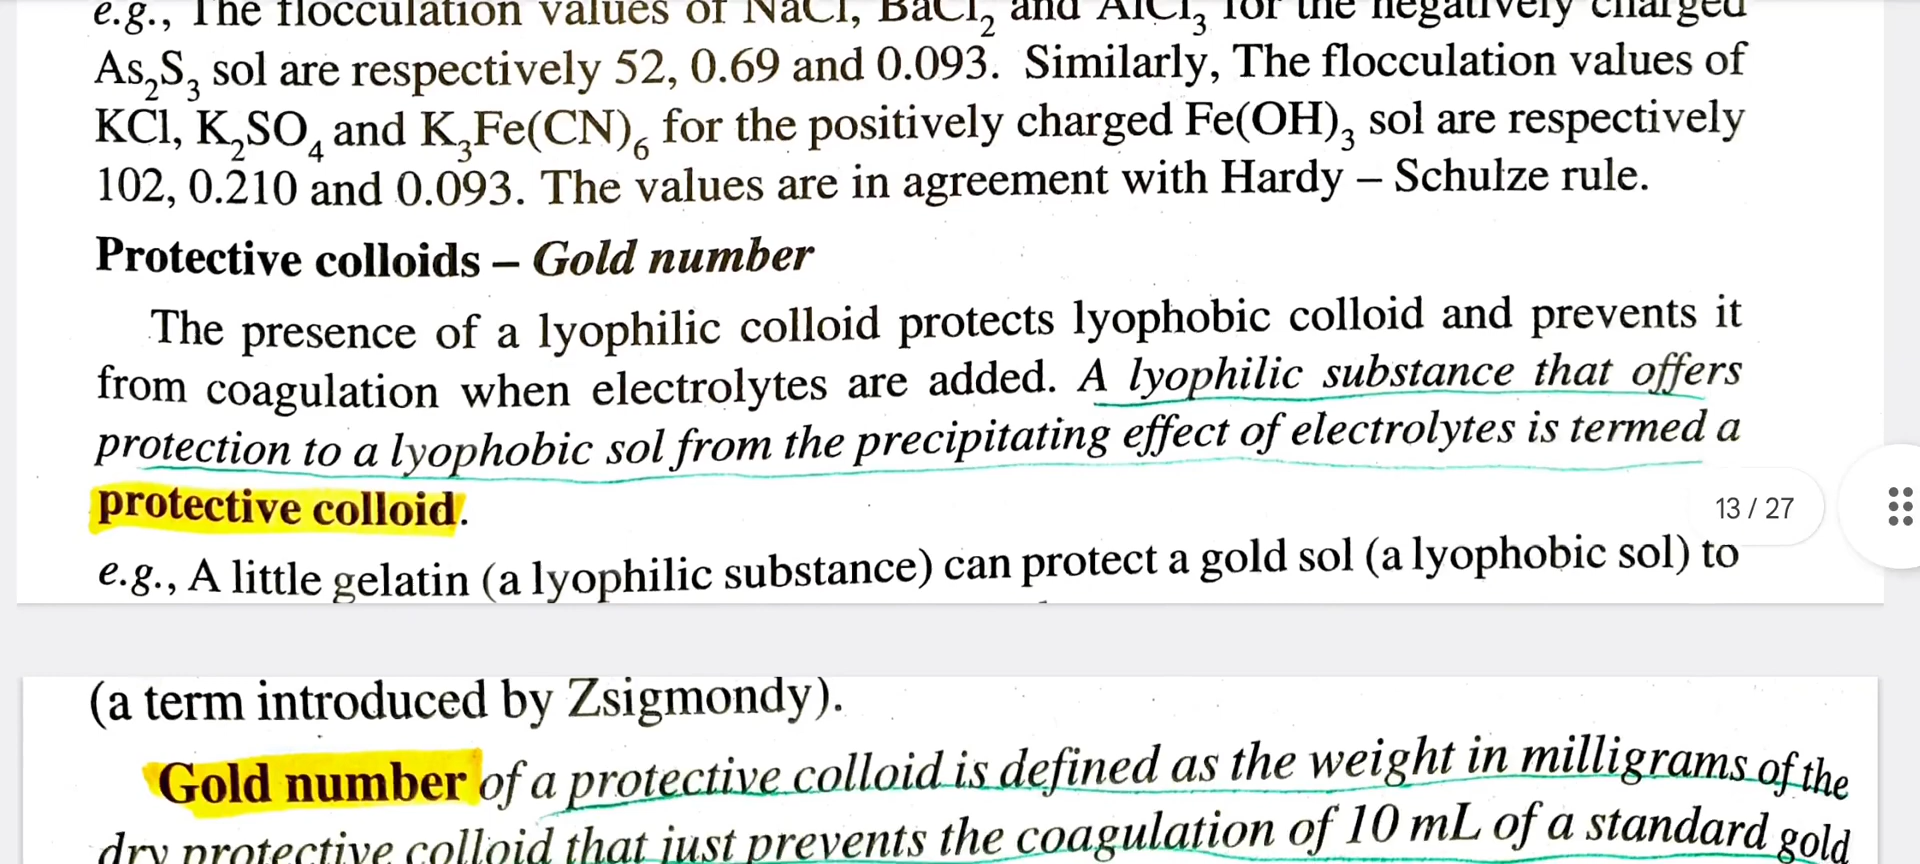 e.g., The flocculation values of NaCl, BaCl₂ and AlCl₃ for the negatively charged
As₂S₃ sol are respectively 52, 0.69 and 0.093. Similarly, The flocculation values of
KCl, K₂SO₄ and K₃Fe(CN)₆ for the positively charged Fe(OH)₃ sol are respectively
102, 0.210 and 0.093. The values are in agreement with Hardy – Schulze rule.
Protective colloids – Gold number
The presence of a lyophilic colloid protects lyophobic colloid and prevents it
from coagulation when electrolytes are added. A lyophilic substance that offers
protection to a lyophobic sol from the precipitating effect of electrolytes is termed a
protective colloid.
13 / 27
e.g., A little gelatin (a lyophilic substance) can protect a gold sol (a lyophobic sol) to
(a term introduced by Zsigmondy).
Gold number of a protective colloid is defined as the weight in milligrams of the
dry protective colloid that just prevents the coagulation of 10 mL of a standard gold